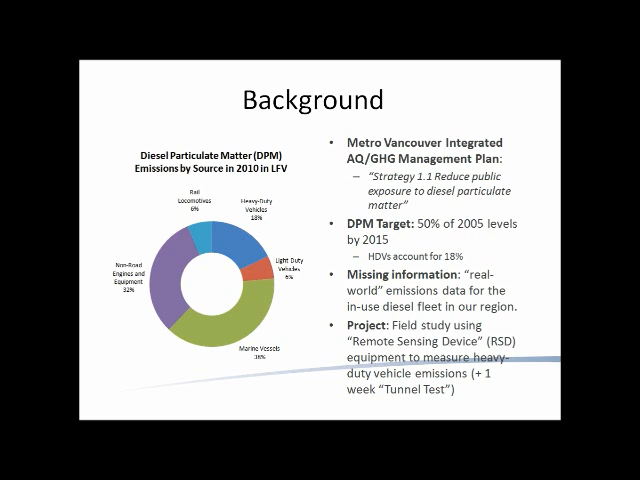 Background
Diesel Particulate Matter (DPM)
Emissions by Source in 2010 in LFV
Rail
Locomotives
6%
Heavy-Duty
Vehicles
18%
Light Duty
Vehicles
6%
Non-Road
Engines and
Equipment
32%
Marine Vessels
38%
• Metro Vancouver Integrated
AQ/GHG Management Plan:
– “Strategy 1.1 Reduce public
exposure to diesel particulate
matter”
• DPM Target: 50% of 2005 levels
by 2015
– HDVs account for 18%
• Missing information: “real-
world” emissions data for the
in-use diesel fleet in our region.
• Project: Field study using
“Remote Sensing Device” (RSD)
equipment to measure heavy-
duty vehicle emissions (+ 1
week “Tunnel Test”)